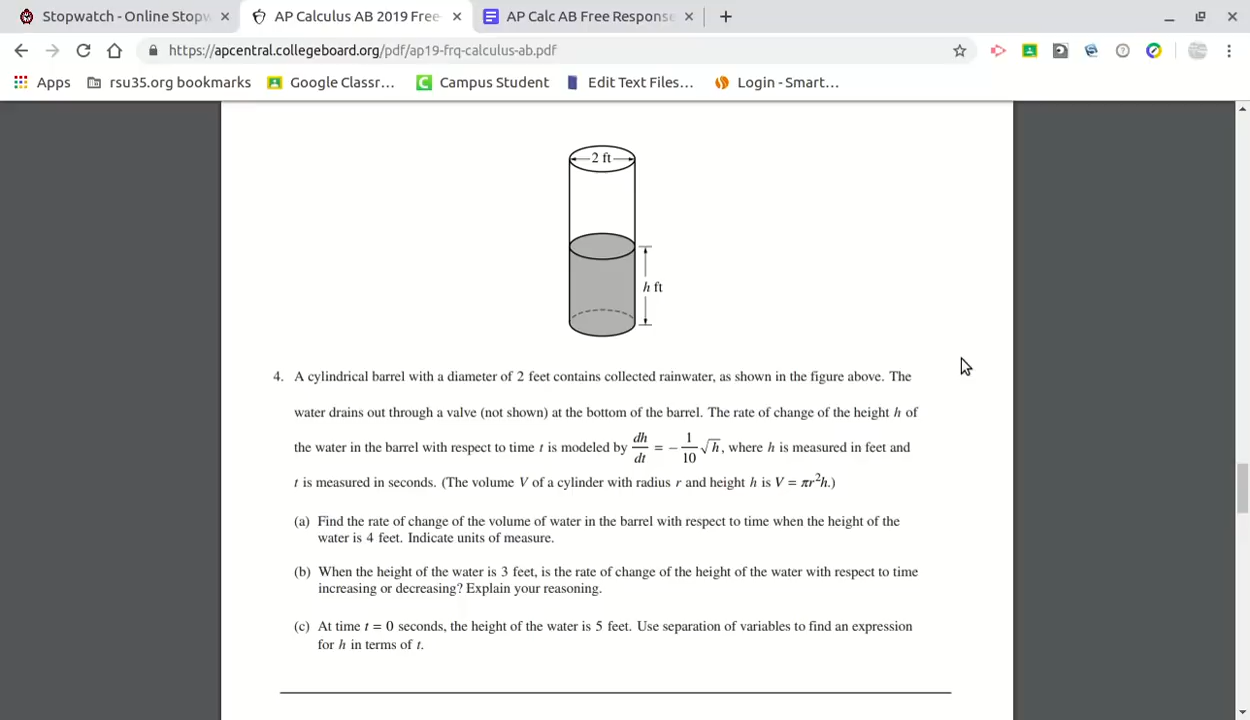 Stopwatch - Online Stopw
AP Calculus AB 2019 Free-
AP Calc AB Free Response
https://apcentral.collegeboard.org/pdf/ap19-frq-calculus-ab.pdf
Apps
rsu35.org bookmarks
Google Classr...
Campus Student
Edit Text Files...
Login - Smart...
2 ft
h ft
4. A cylindrical barrel with a diameter of 2 feet contains collected rainwater, as shown in the figure above. The
water drains out through a valve (not shown) at the bottom of the barrel. The rate of change of the height h of
the water in the barrel with respect to time t is modeled by dh/dt = −1/10 √h, where h is measured in feet and
t is measured in seconds. (The volume V of a cylinder with radius r and height h is V = πr²h.)
(a) Find the rate of change of the volume of water in the barrel with respect to time when the height of the
water is 4 feet. Indicate units of measure.
(b) When the height of the water is 3 feet, is the rate of change of the height of the water with respect to time
increasing or decreasing? Explain your reasoning.
(c) At time t = 0 seconds, the height of the water is 5 feet. Use separation of variables to find an expression
for h in terms of t.